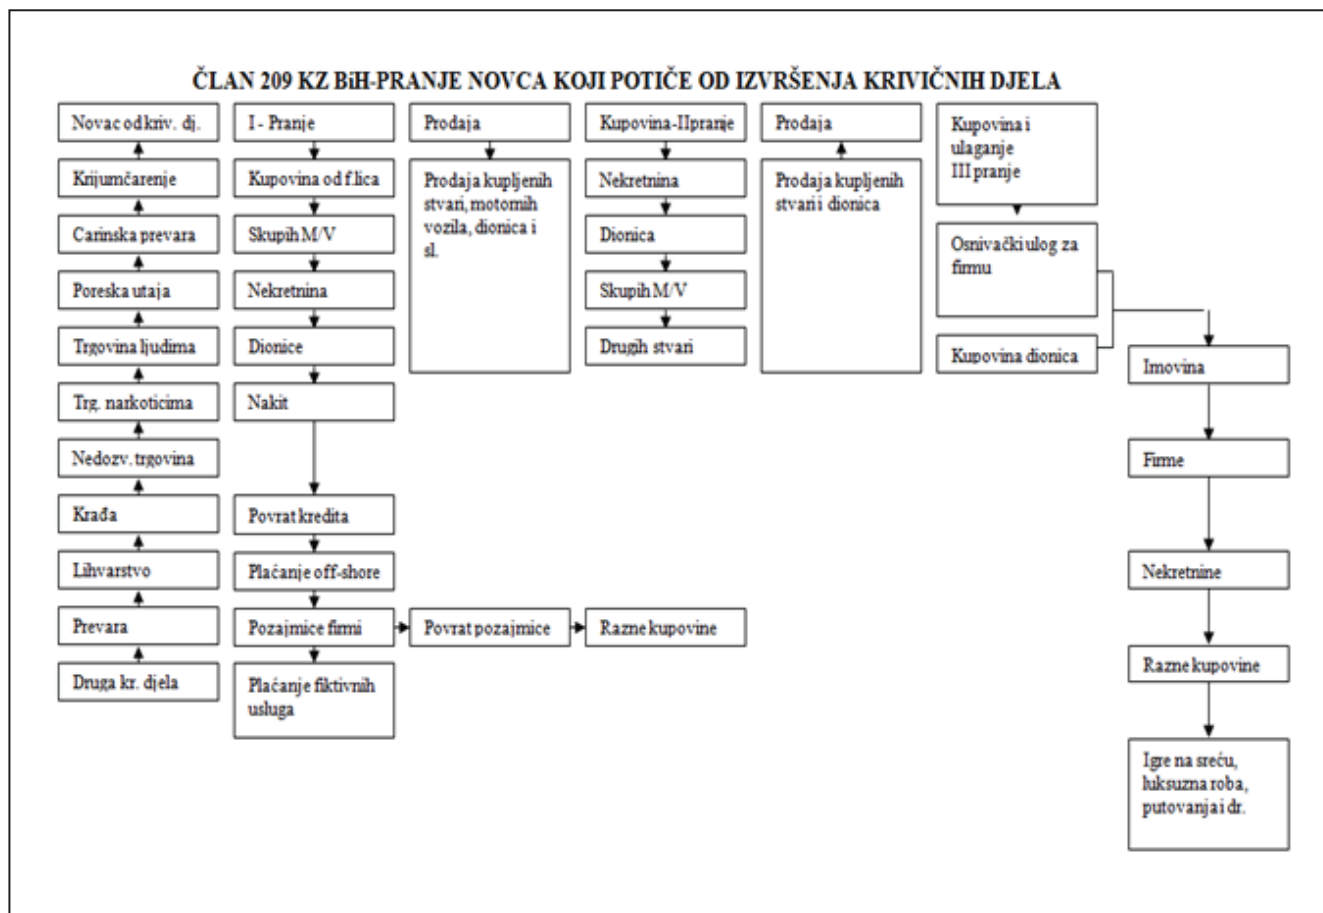 ČLAN 209 KZ BiH-PRANJE NOVCA KOJI POTIČE OD IZVRŠENJA KRIVIČNIH DJELA
Novac od kriv. dj.
Krijumčarenje
Carinska prevara
Poreska utaja
Trgovina ljudima
Trg. narkoticima
Nedozv. trgovina
Krađa
Lihvarstvo
Prevara
Druga kr. djela
I - Pranje
Kupovina od f.lica
Skupih M/V
Nekretnina
Dionice
Nakit
Povrat kredita
Plaćanje off-shore
Pozajmice firmi
Plaćanje fiktivnih
usluga
Prodaja
Prodaja kupljenih
stvari, motornih
vozila, dionica i
sl.
Povrat pozajmice
Razne kupovine
Kupovina-IIpranje
Nekretnina
Dionica
Skupih M/V
Drugih stvari
Prodaja
Prodaja kupljenih
stvari i dionica
Kupovina i
ulaganje
III pranje
Osnivački ulog za
firmu
Kupovina dionica
Imovina
Firme
Nekretnine
Razne kupovine
Igre na sreću,
luksuzna roba,
putovanja i dr.